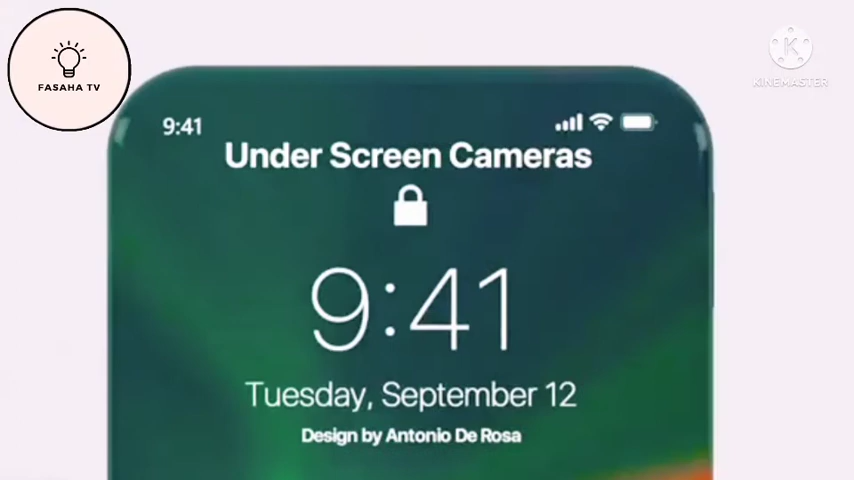 FASAHA TV
K
KINEMASTER
9:41
Under Screen Cameras
9:41
Tuesday, September 12
Design by Antonio De Rosa